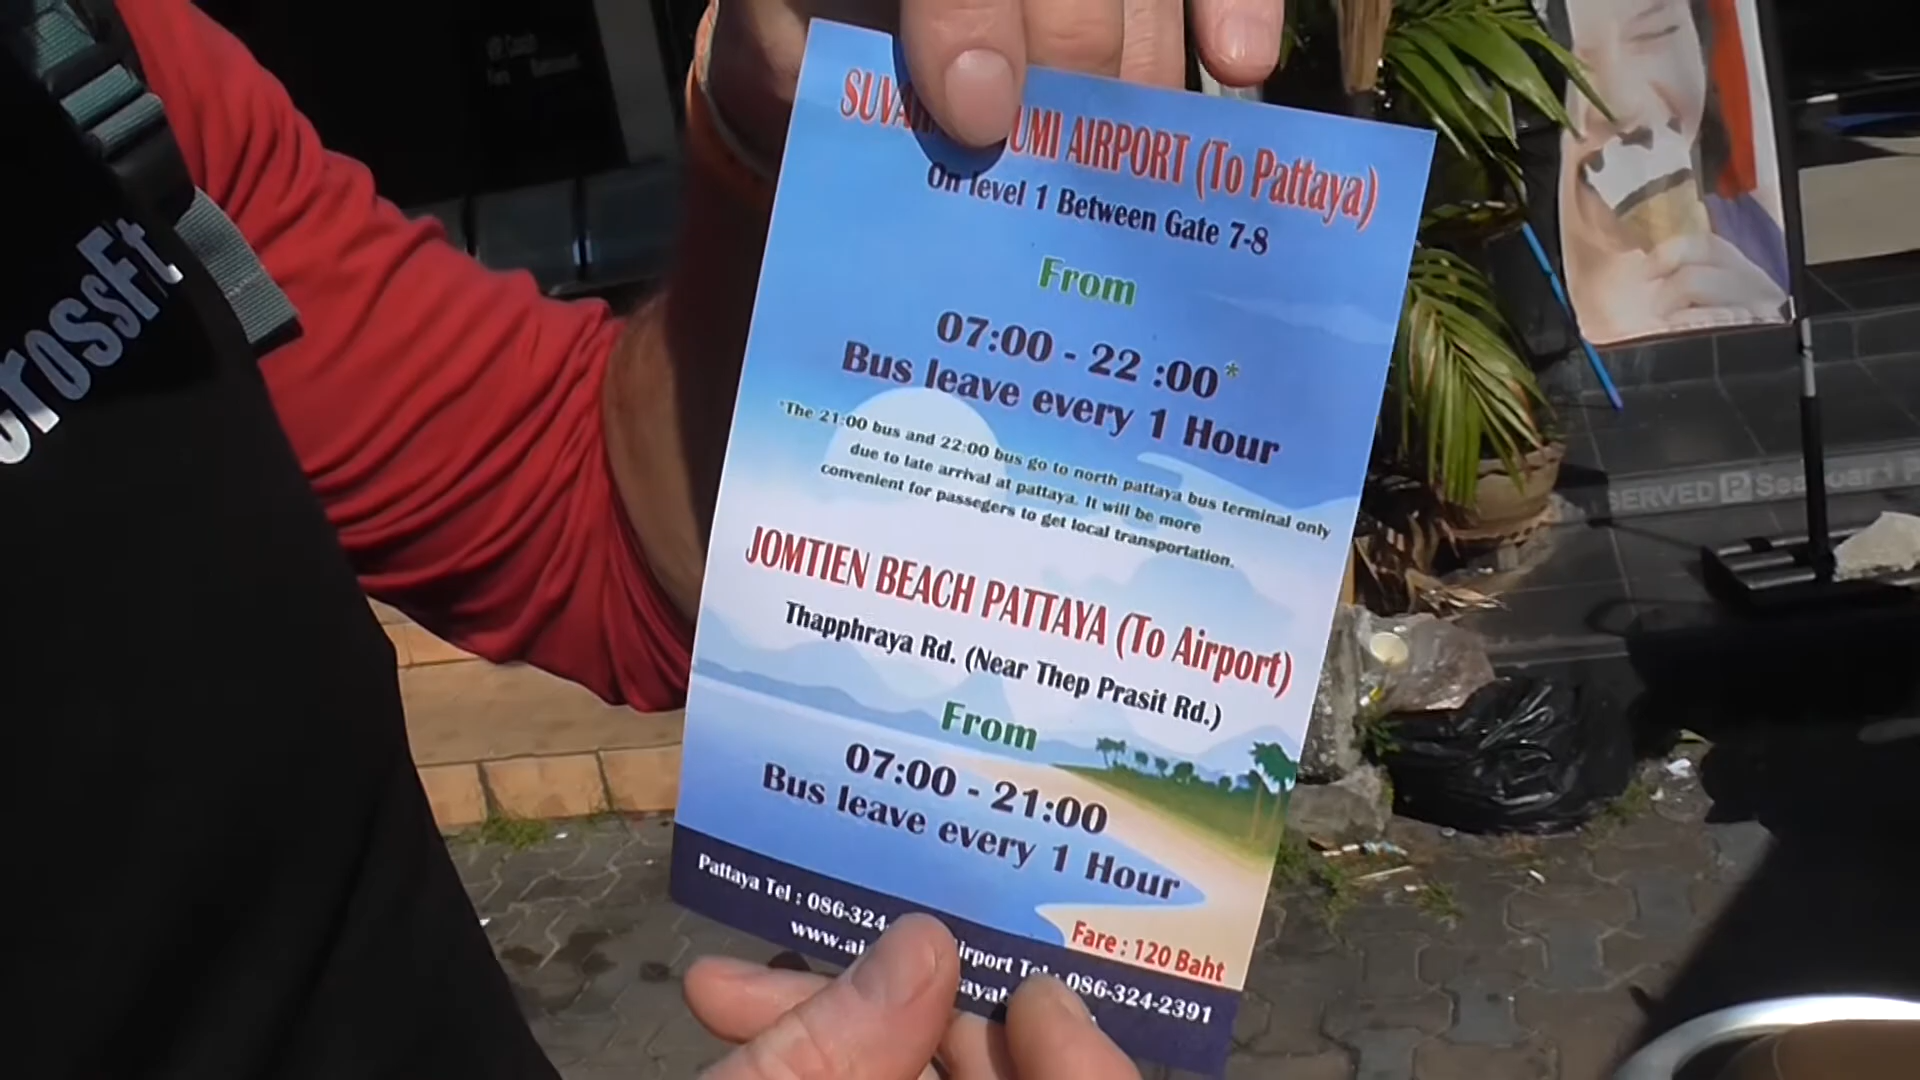 CrossFit
UMI AIRPORT (To Pattaya)
On level 1 Between Gate 7-8
From
07:00 - 22 :00*
Bus leave every 1 Hour
*The 21:00 bus and 22:00 bus go to north pattaya bus terminal only
due to late arrival at pattaya. It will be more
convenient for passegers to get local transportation.
JOMTIEN BEACH PATTAYA (To Airport)
Thapphraya Rd. (Near Thep Prasit Rd.)
From
07:00 - 21:00
Bus leave every 1 Hour
Fare : 120 Baht
Pattaya Tel : 086-324- irport Tel : 086-324-2391
www.ai
P